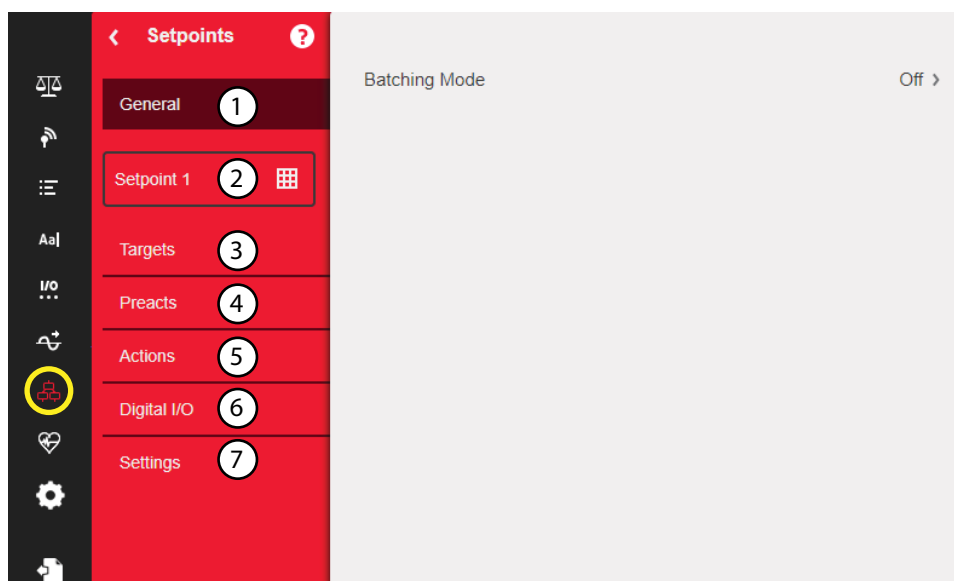 Setpoints ?
Batching Mode Off
General 1
Setpoint 1 2
Targets 3
Aa
Preacts 4
I/O
Actions 5
Digital I/O 6
Settings 7